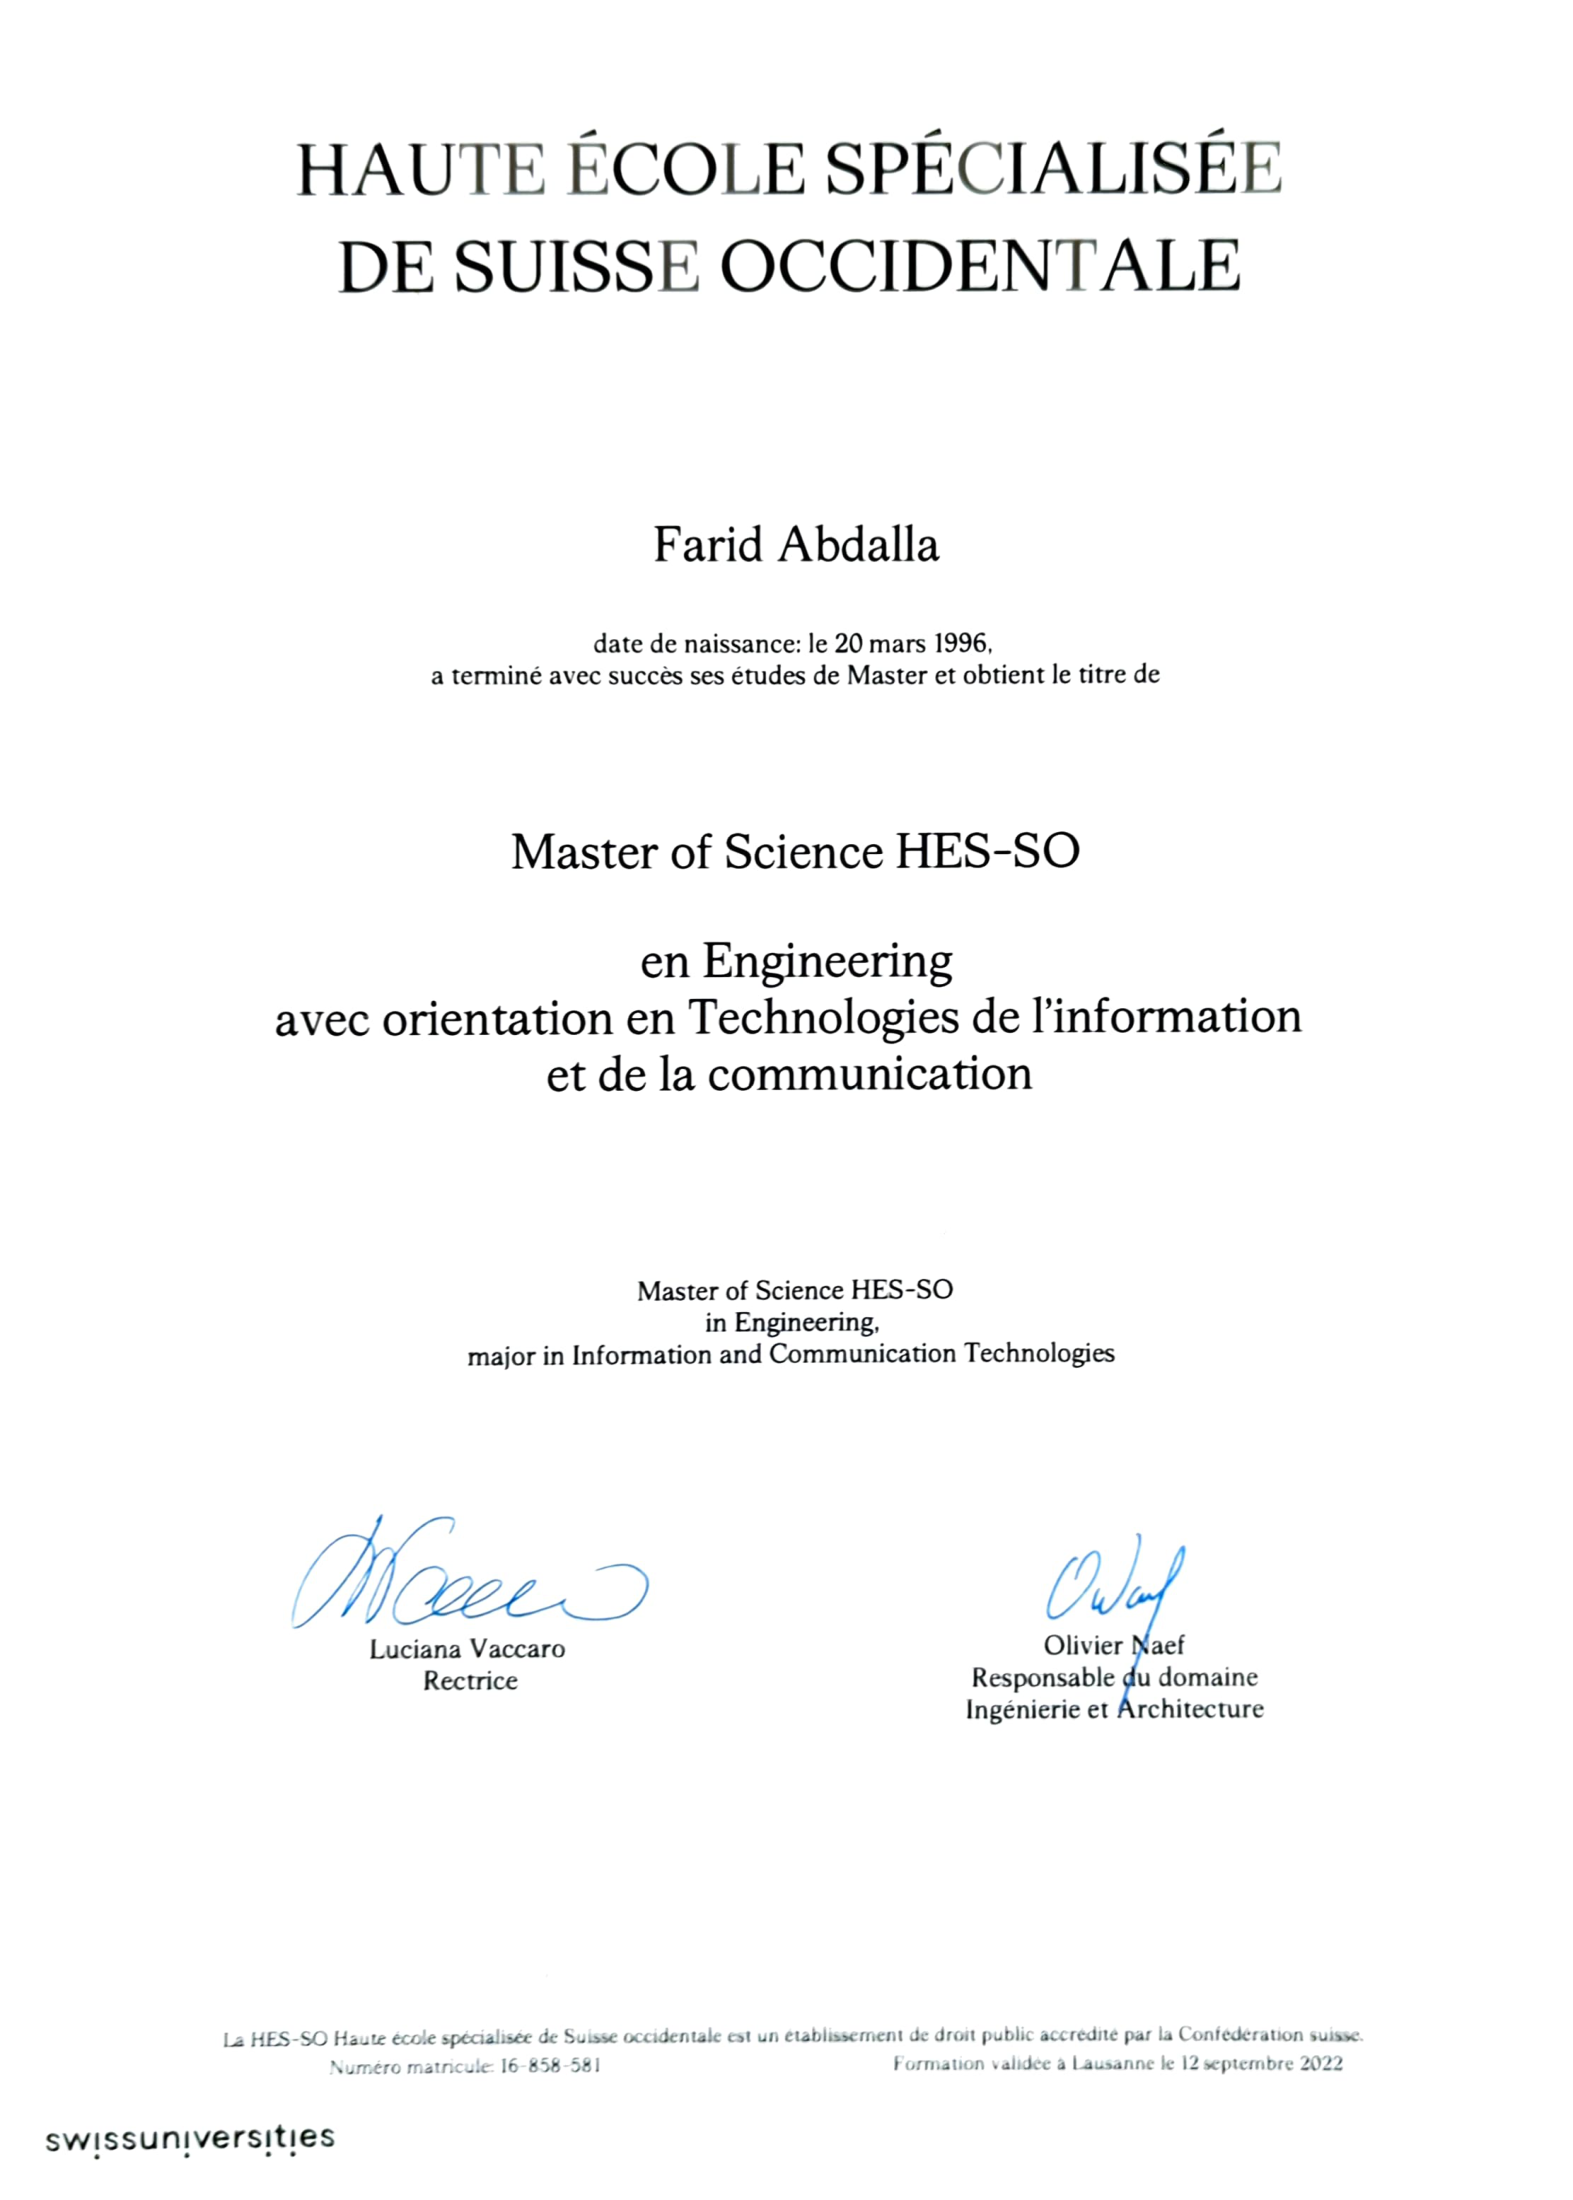 HAUTE ÉCOLE SPÉCIALISÉE
DE SUISSE OCCIDENTALE
Farid Abdalla
date de naissance: le 20 mars 1996,
a terminé avec succès ses études de Master et obtient le titre de
Master of Science HES-SO
en Engineering
avec orientation en Technologies de l'information
et de la communication
Master of Science HES-SO
in Engineering,
major in Information and Communication Technologies
Luciana Vaccaro
Rectrice
Olivier Naef
Responsable du domaine
Ingénierie et Architecture
La HES-SO Haute école spécialisée de Suisse occidentale est un établissement de droit public accrédité par la Confédération suisse.
Numéro matricule: 16-858-581
Formation validée à Lausanne le 12 septembre 2022
swissuniversities